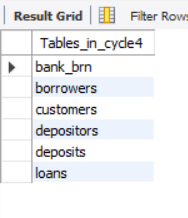 Result Grid Filter Rows
Tables_in_cycle4
bank_brn
borrowers
customers
depositors
deposits
loans